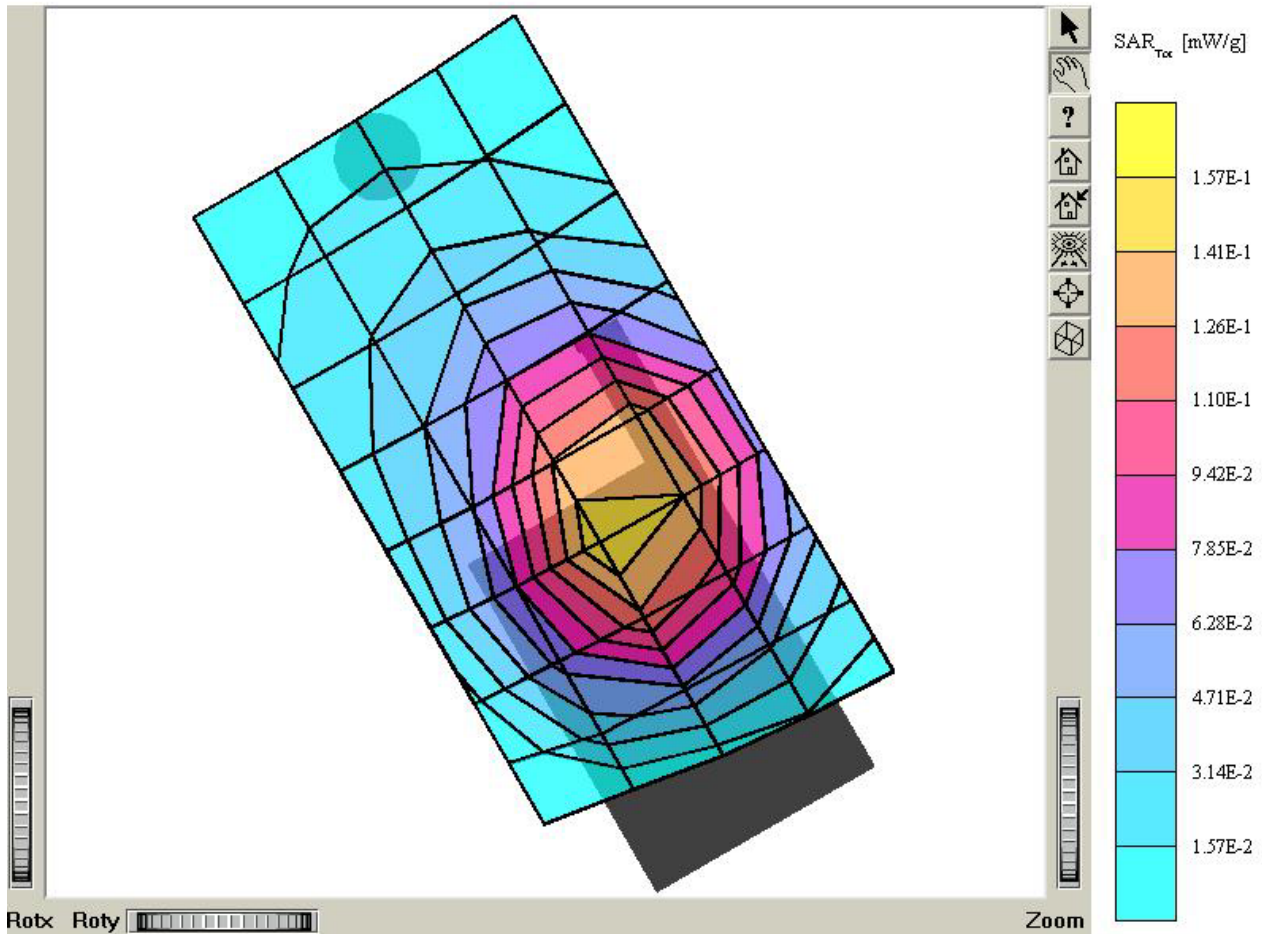 SAR_Tot [mW/g]
?
1.57E-1
1.41E-1
1.26E-1
1.10E-1
9.42E-2
7.85E-2
6.28E-2
4.71E-2
3.14E-2
1.57E-2
Rotx Roty Zoom